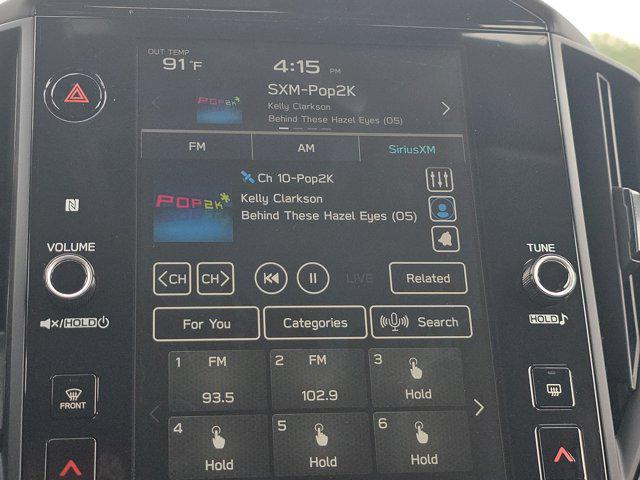 OUT TEMP
91°F
4:15 PM
SXM-Pop2K
POP2K
Kelly Clarkson
Behind These Hazel Eyes (05)
FM AM SiriusXM
Ch 10-Pop2K
POP2K
Kelly Clarkson
Behind These Hazel Eyes (05)
VOLUME
TUNE
<CH CH> LIVE Related
HOLD
HOLD
For You Categories Search
1 FM 2 FM 3
93.5 102.9 Hold
FRONT
4 5 6
Hold Hold Hold